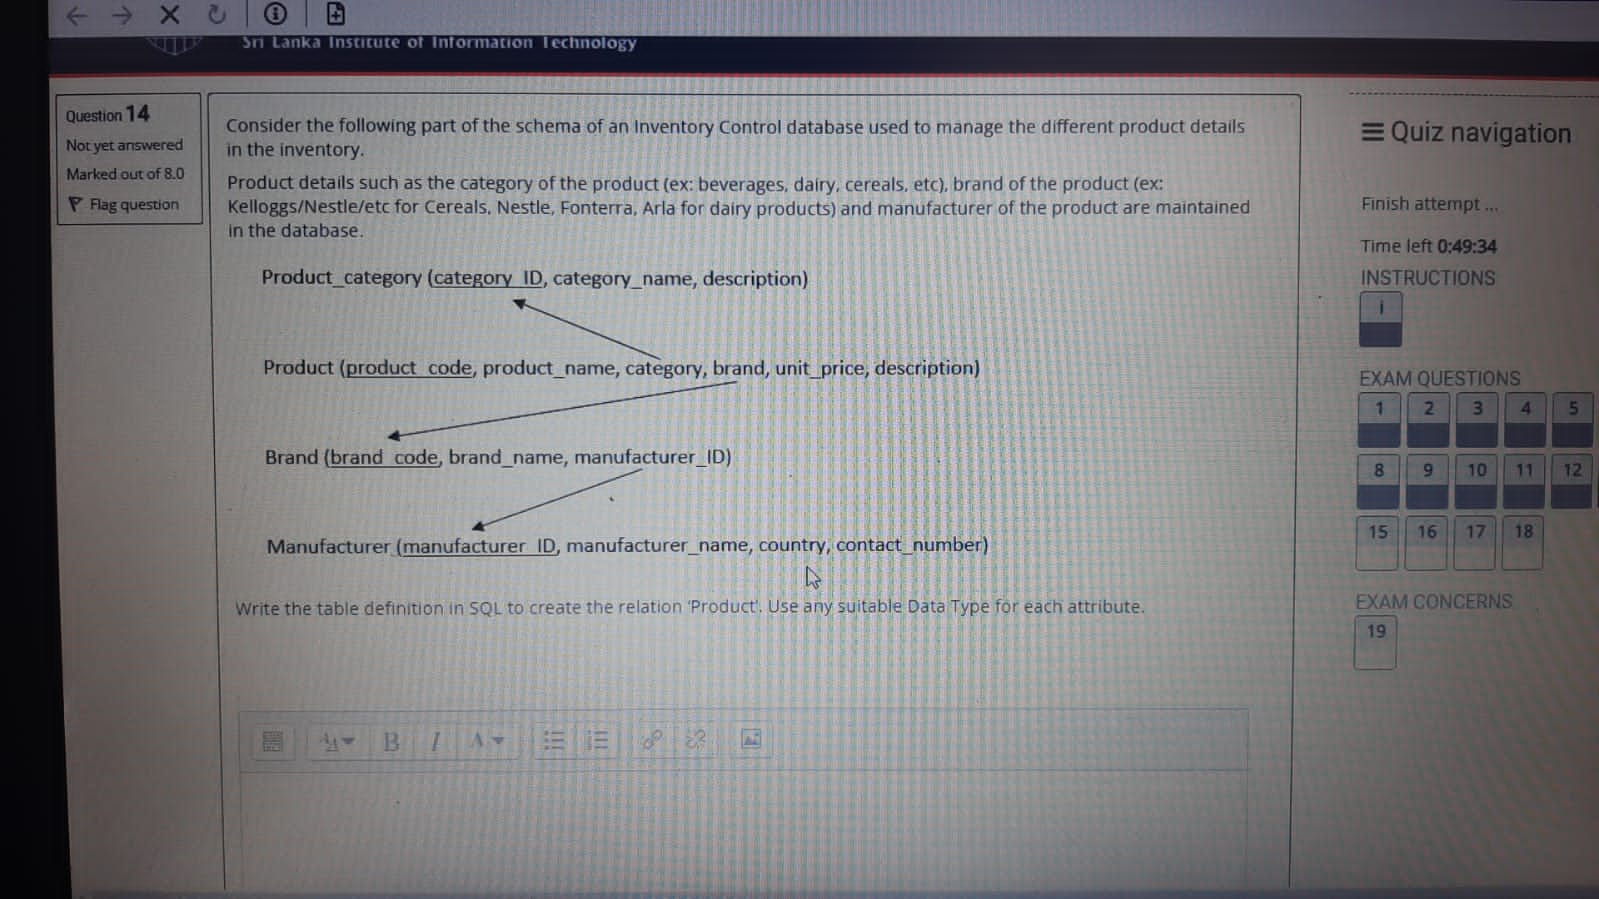 Sri Lanka Institute of Information Technology
Question 14
Not yet answered
Marked out of 8.0
Flag question
Consider the following part of the schema of an Inventory Control database used to manage the different product details
in the inventory.
Product details such as the category of the product (ex: beverages, dairy, cereals, etc), brand of the product (ex:
Kelloggs/Nestle/etc for Cereals, Nestle, Fonterra, Arla for dairy products) and manufacturer of the product are maintained
in the database.
Product_category (category_ID, category_name, description)
Product (product_code, product_name, category, brand, unit_price, description)
Brand (brand_code, brand_name, manufacturer_ID)
Manufacturer (manufacturer_ID, manufacturer_name, country, contact_number)
Write the table definition in SQL to create the relation 'Product'. Use any suitable Data Type for each attribute.
B I A
Quiz navigation
Finish attempt ...
Time left 0:49:34
INSTRUCTIONS
i
EXAM QUESTIONS
1 2 3 4 5
8 9 10 11 12
15 16 17 18
EXAM CONCERNS
19